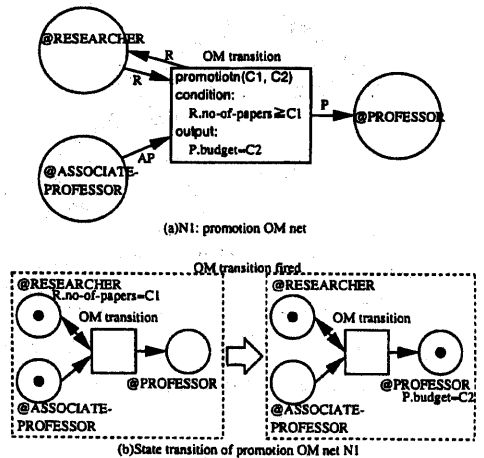 @RESEARCHER
R
OM transition
R
promotiotn(C1, C2)
condition:
R.no-of-papers≧C1
output:
P.budget=C2
P
@PROFESSOR
AP
@ASSOCIATE-
PROFESSOR
(a)N1: promotion OM net
OM transition fired
@RESEARCHER
R.no-of-papers=C1
OM transition
@PROFESSOR
@ASSOCIATE-
PROFESSOR
@RESEARCHER
OM transition
@PROFESSOR
P.budget=C2
@ASSOCIATE-
PROFESSOR
(b)State transition of promotion OM net N1